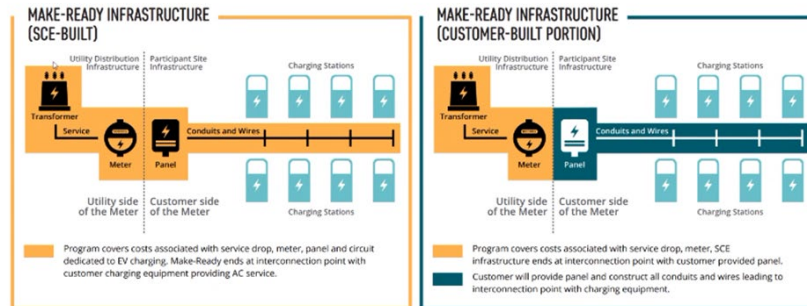 MAKE-READY INFRASTRUCTURE
(SCE-BUILT)
Utility Distribution
Infrastructure
Participant Site
Infrastructure
Charging Stations
Transformer
Service
Conduits and Wires
Meter
Panel
Utility side
of the Meter
Customer side
of the Meter
Charging Stations
Program covers costs associated with service drop, meter, panel and circuit
dedicated to EV charging. Make-Ready ends at interconnection point with
customer charging equipment providing AC service.
MAKE-READY INFRASTRUCTURE
(CUSTOMER-BUILT PORTION)
Utility Distribution
Infrastructure
Participant Site
Infrastructure
Charging Stations
Transformer
Service
Conduits and Wires
Meter
Panel
Utility side
of the Meter
Customer side
of the Meter
Charging Stations
Program covers costs associated with service drop, meter, SCE
infrastructure ends at interconnection point with customer provided panel.
Customer will provide panel and construct all conduits and wires leading to
interconnection point with charging equipment.